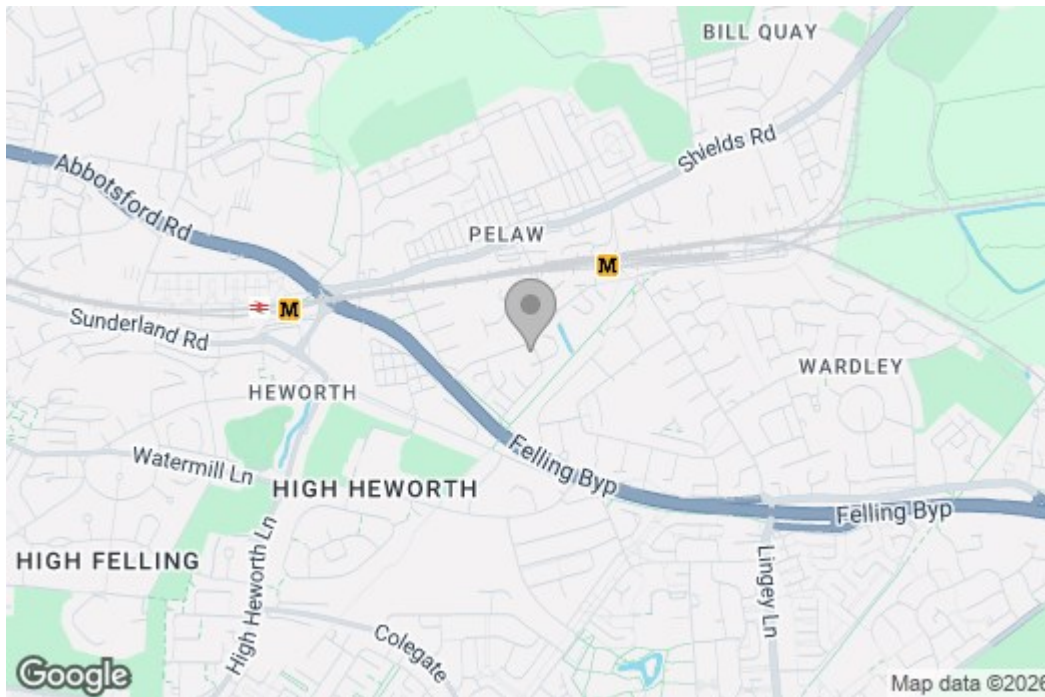 BILL QUAY
Shields Rd
Abbotsford Rd
PELAW
M
M
Sunderland Rd
WARDLEY
HEWORTH
Felling Byp
Watermill Ln
HIGH HEWORTH
Felling Byp
HIGH FELLING
High Heworth Ln
Lingey Ln
Colegate
Google
Map data ©2026